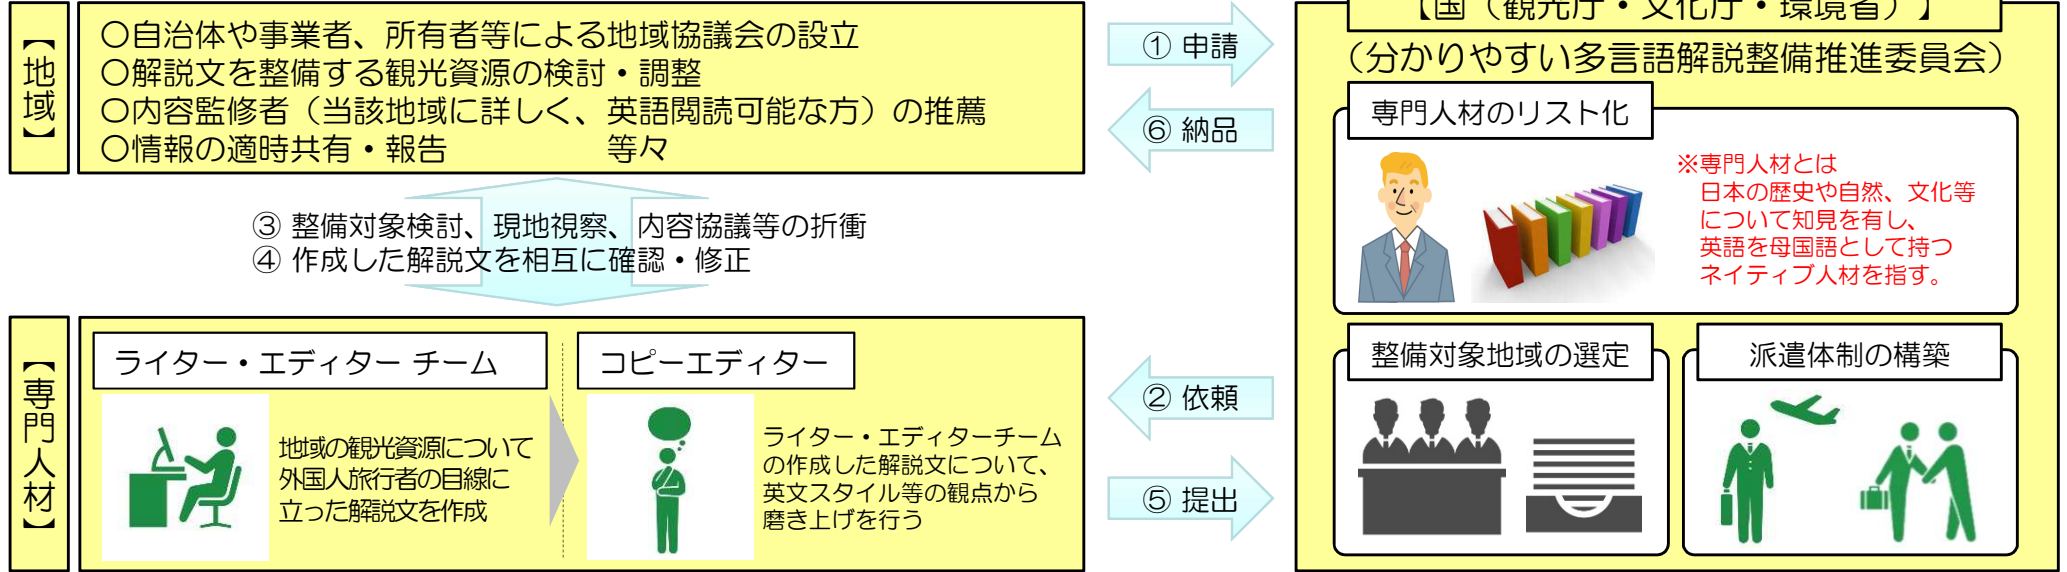 【地域】
〇自治体や事業者、所有者等による地域協議会の設立
〇解説文を整備する観光資源の検討・調整
〇内容監修者（当該地域に詳しく、英語閲読可能な方）の推薦
〇情報の適時共有・報告　　　　　等々
① 申請
⑥ 納品
【国（観光庁・文化庁・環境省）】
（分かりやすい多言語解説整備推進委員会）
専門人材のリスト化
※専門人材とは
日本の歴史や自然、文化等
について知見を有し、
英語を母国語として持つ
ネイティブ人材を指す。
③ 整備対象検討、現地視察、内容協議等の折衝
④ 作成した解説文を相互に確認・修正
【専門人材】
ライター・エディター チーム
地域の観光資源について
外国人旅行者の目線に
立った解説文を作成
コピーエディター
ライター・エディターチーム
の作成した解説文について、
英文スタイル等の観点から
磨き上げを行う
② 依頼
⑤ 提出
整備対象地域の選定
派遣体制の構築